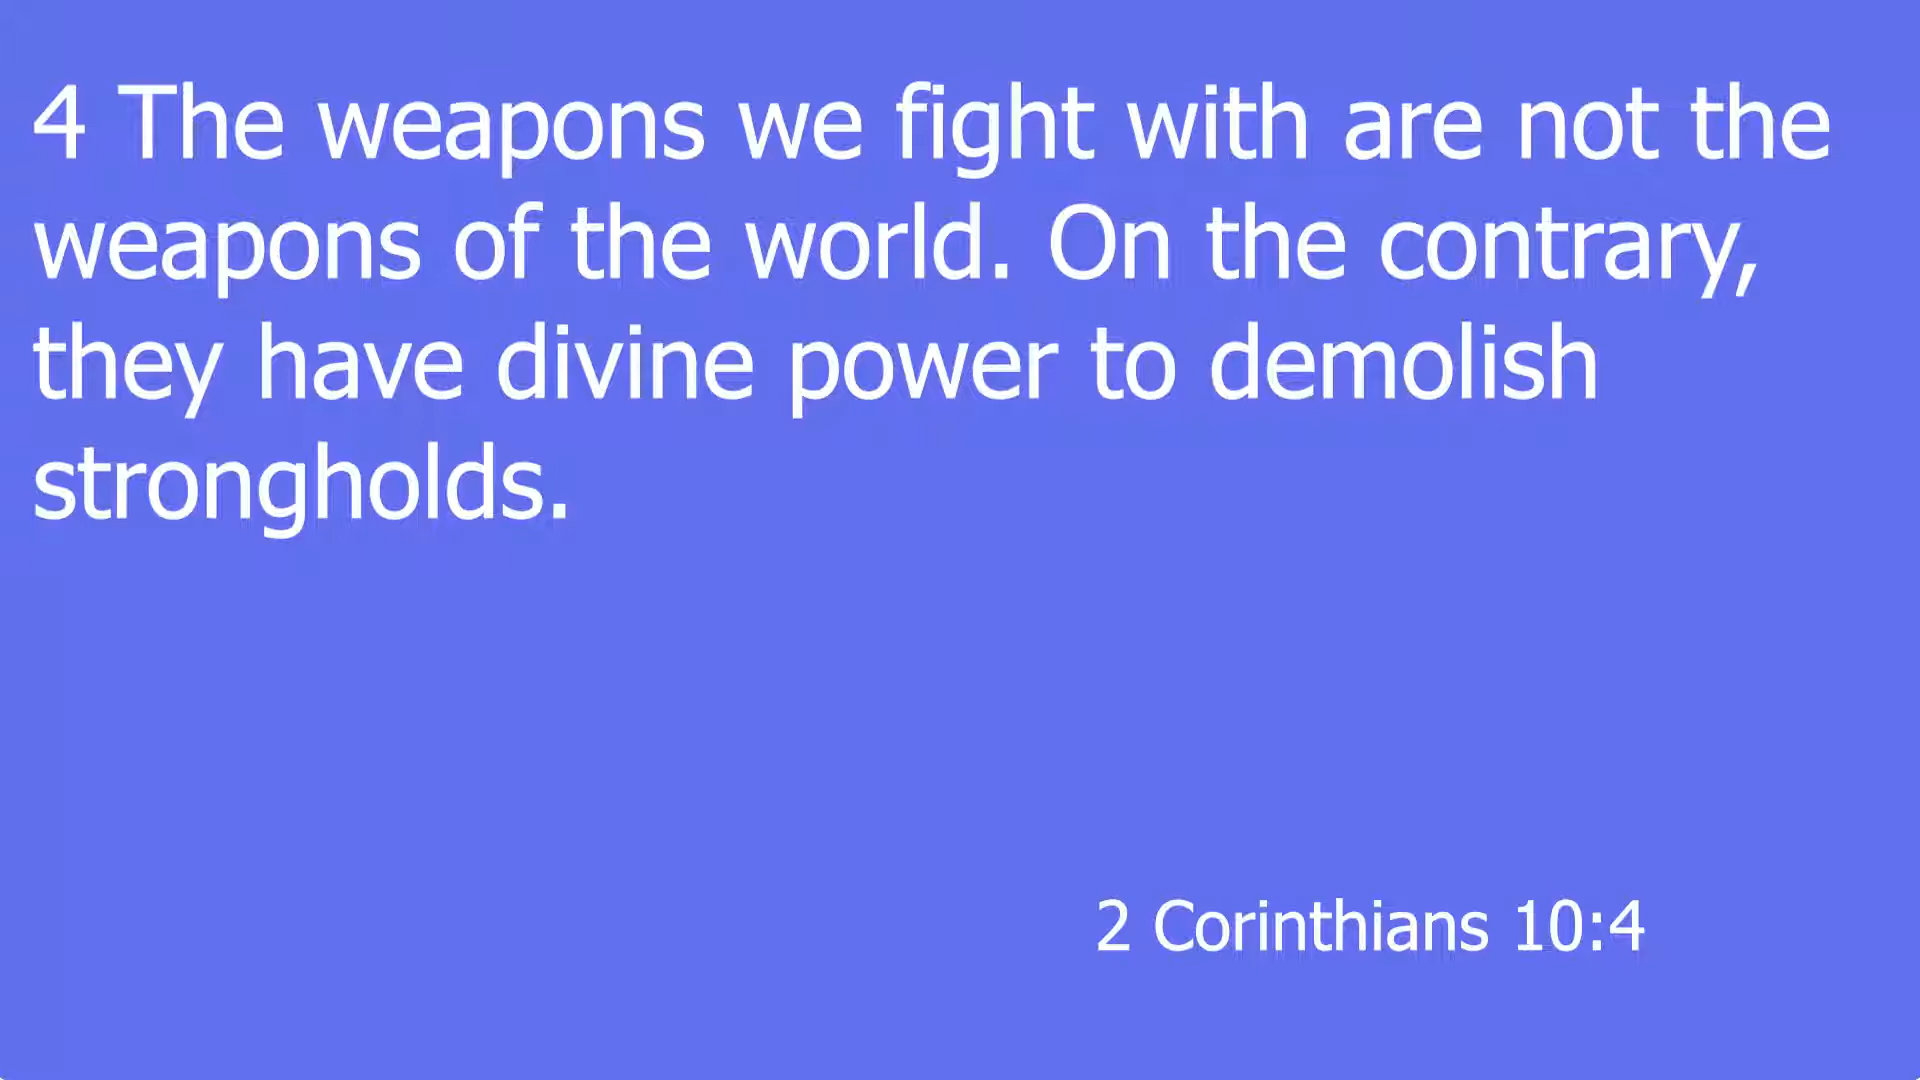 4 The weapons we fight with are not the
weapons of the world. On the contrary,
they have divine power to demolish
strongholds.
2 Corinthians 10:4